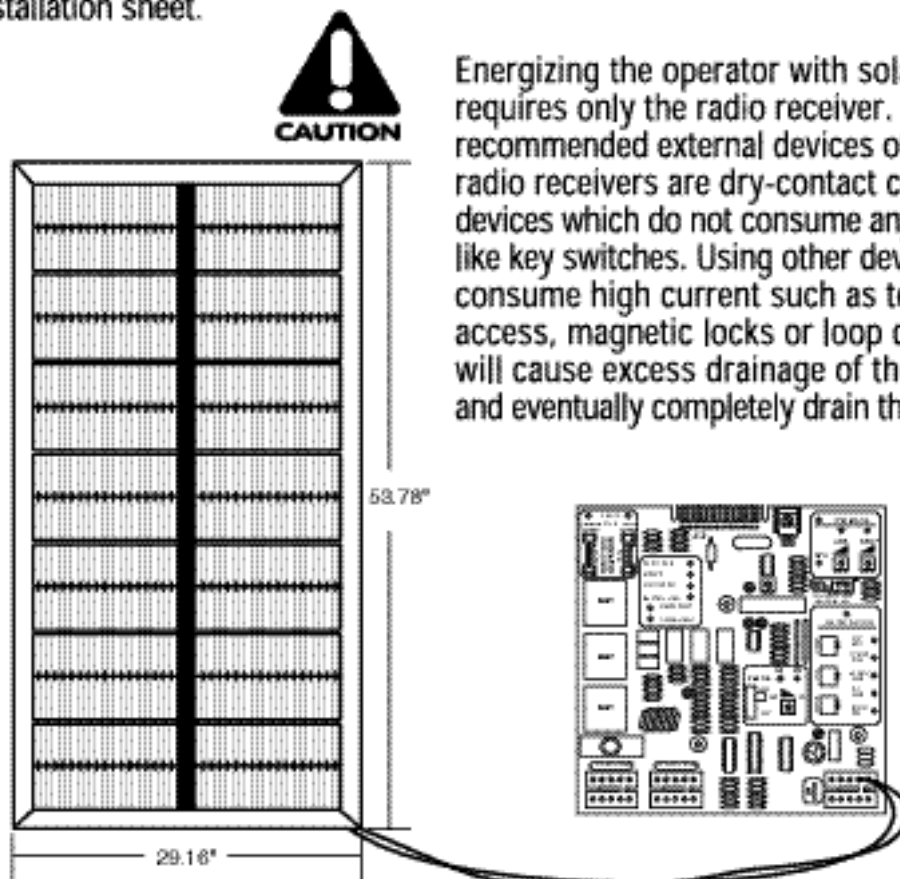 stallation sheet.
CAUTION
Energizing the operator with sol
requires only the radio receiver.
recommended external devices o
radio receivers are dry-contact c
devices which do not consume an
like key switches. Using other dev
consume high current such as te
access, magnetic locks or loop d
will cause excess drainage of th
and eventually completely drain th
53.78"
29.16"